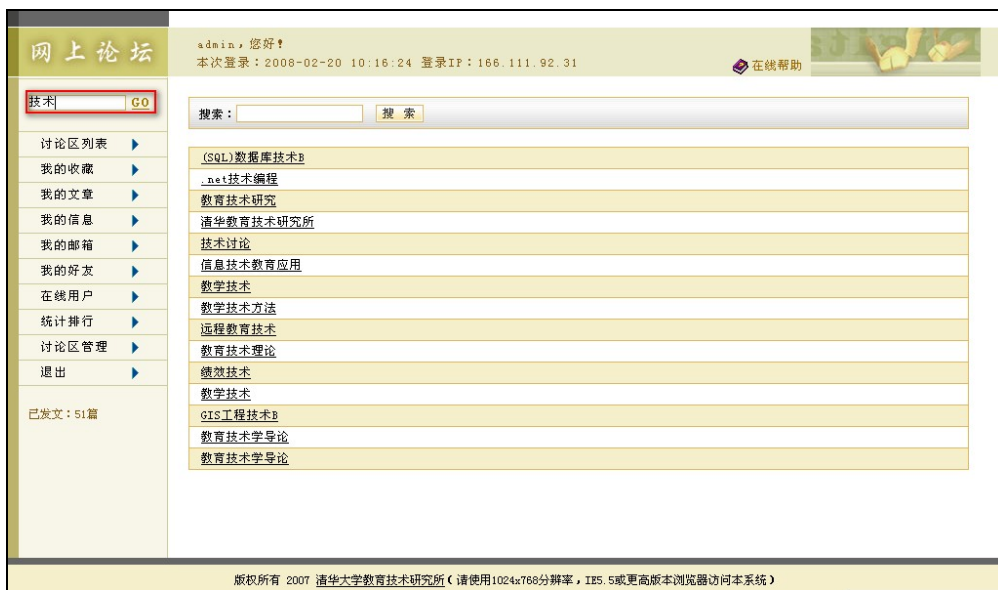 网上论坛
admin，您好！
本次登录：2008-02-20 10:16:24 登录IP：166.111.92.31
在线帮助
技术 GO
讨论区列表
我的收藏
我的文章
我的信息
我的邮箱
我的好友
在线用户
统计排行
讨论区管理
退出
已发文：51篇
搜索： 搜 索
(SQL)数据库技术B
.net技术编程
教育技术研究
清华教育技术研究所
技术讨论
信息技术教育应用
教学技术
教学技术方法
远程教育技术
教育技术理论
绩效技术
教学技术
GIS工程技术B
教育技术学导论
教育技术学导论
版权所有 2007 清华大学教育技术研究所（请使用1024x768分辨率，IE5.5或更高版本浏览器访问本系统）